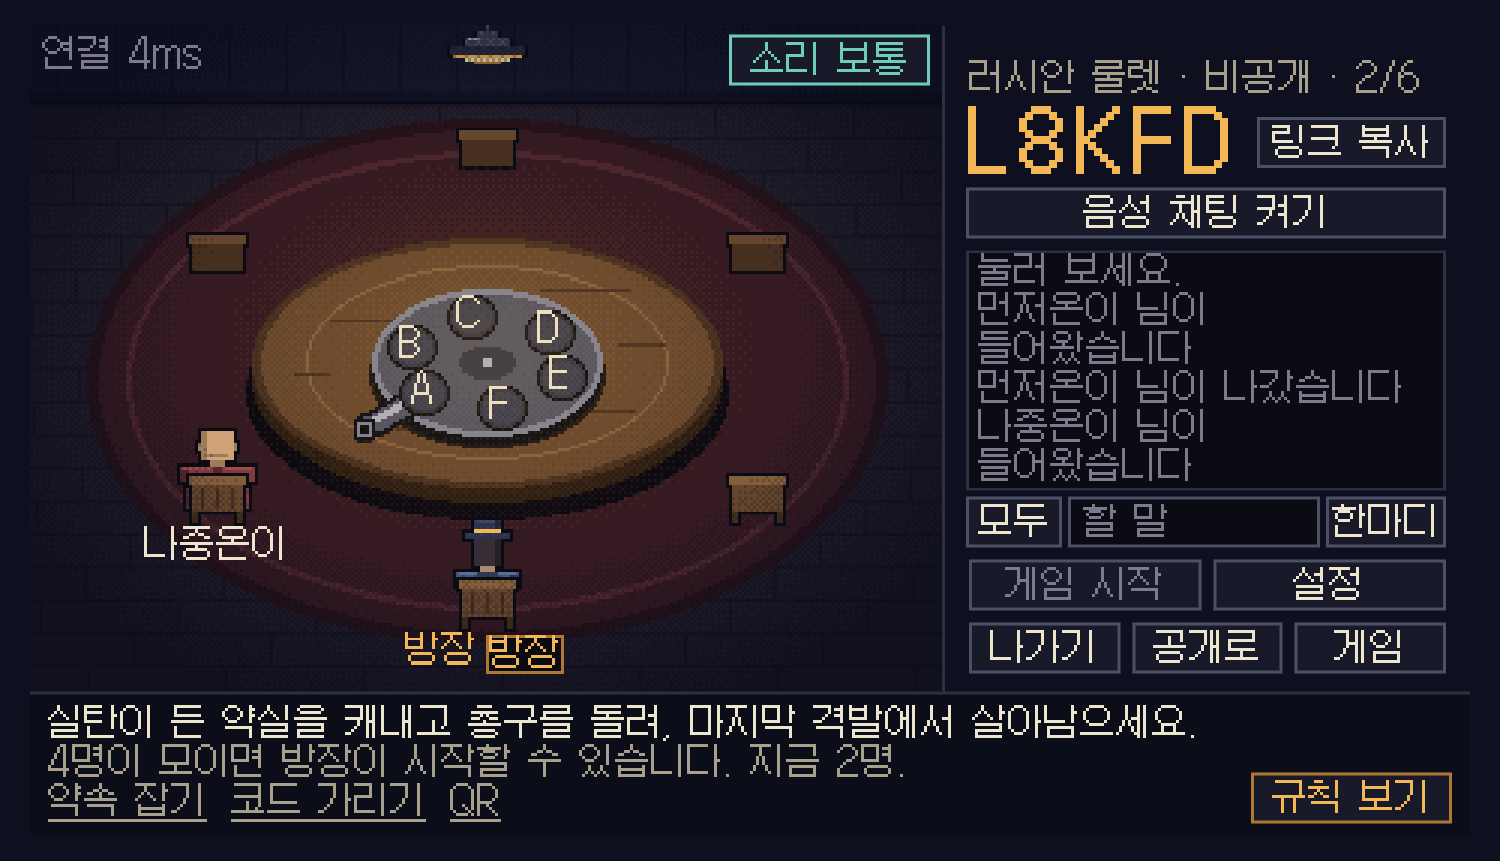 연결 4ms
소리 보통
C
B
D
A
E
F
나중온이
방장 방장
러시안 룰렛 · 비공개 · 2/6
L8KFD
링크 복사
음성 채팅 켜기
눌러 보세요.
먼저온이 님이
들어왔습니다
먼저온이 님이 나갔습니다
나중온이 님이
들어왔습니다
모두 할 말 한마디
게임 시작 설정
나가기 공개로 게임
실탄이 든 약실을 캐내고 총구를 돌려, 마지막 격발에서 살아남으세요.
4명이 모이면 방장이 시작할 수 있습니다. 지금 2명.
약속 잡기 코드 가리기 QR
규칙 보기